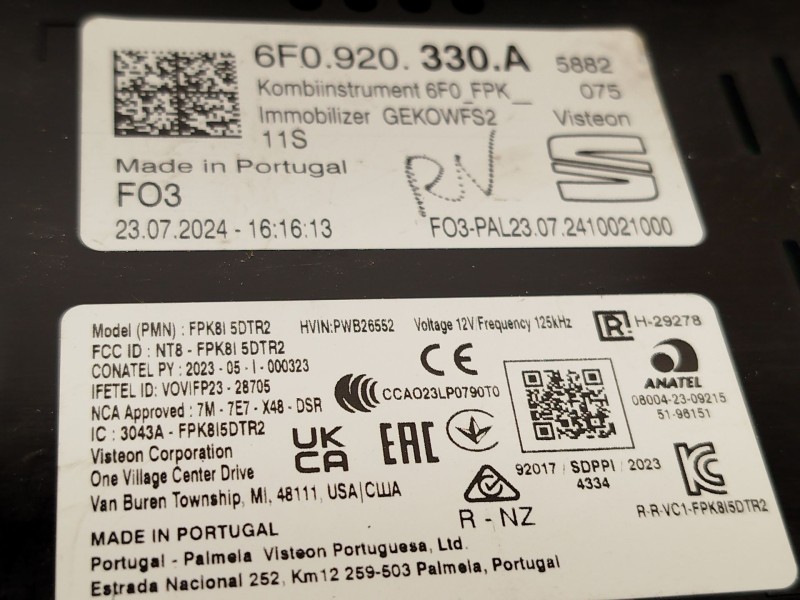 6F0.920. 330.A 5882
Kombiinstrument 6F0_FPK__ 075
Immobilizer GEKOWFS2 Visteon
11S
Made in Portugal
RN
FO3
23.07.2024 - 16:16:13 FO3-PAL23.07.2410021000
Model (PMN) : FPK8I 5DTR2 HVIN:PWB26552 Voltage 12V/Frequency 125kHz R H-29278
FCC ID : NT8 - FPK8I 5DTR2
CONATEL PY : 2023 - 05 - I - 000323
IFETEL ID: VOVIFP23 - 28705
NCA Approved : 7M - 7E7 - X48 - DSR
IC : 3043A - FPK8I5DTR2
Visteon Corporation
One Village Center Drive
Van Buren Township, MI, 48111, USA|США
CE
CCAO23LP0790T0
ANATEL
08004-23-09215
51-96151
UK
CA
EAC
92017 / SDPPI / 2023
4334
R - NZ
KC
R-R-VC1-FPK8I5DTR2
MADE IN PORTUGAL
Portugal - Palmela Visteon Portuguesa, Ltd.
Estrada Nacional 252, Km12 259-503 Palmela, Portugal